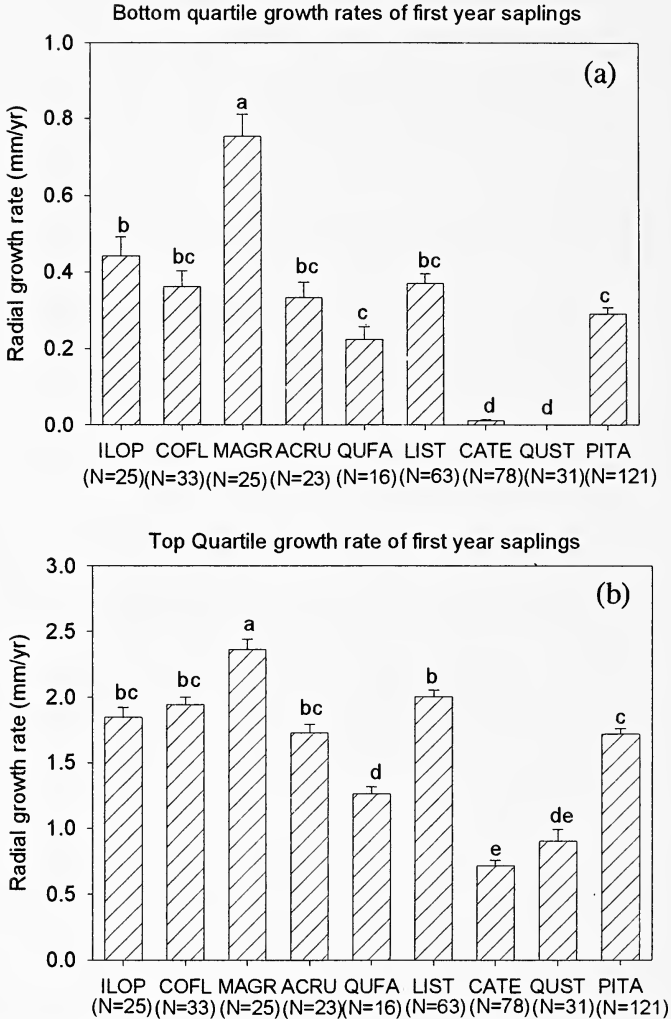 Bottom quartile growth rates of first year saplings
(a)
Radial growth rate (mm/yr)
1.0
0.8
0.6
0.4
0.2
0.0
b
bc
a
bc
c
bc
d
d
c
ILOP COFL MAGR ACRU QUFA LIST CATE QUST PITA
(N=25) (N=33) (N=25) (N=23) (N=16) (N=63) (N=78) (N=31) (N=121)
Top Quartile growth rate of first year saplings
(b)
Radial growth rate (mm/yr)
3.0
2.5
2.0
1.5
1.0
0.5
0.0
bc
bc
a
bc
d
b
e
de
c
ILOP COFL MAGR ACRU QUFA LIST CATE QUST PITA
(N=25) (N=33) (N=25) (N=23) (N=16) (N=63) (N=78) (N=31) (N=121)